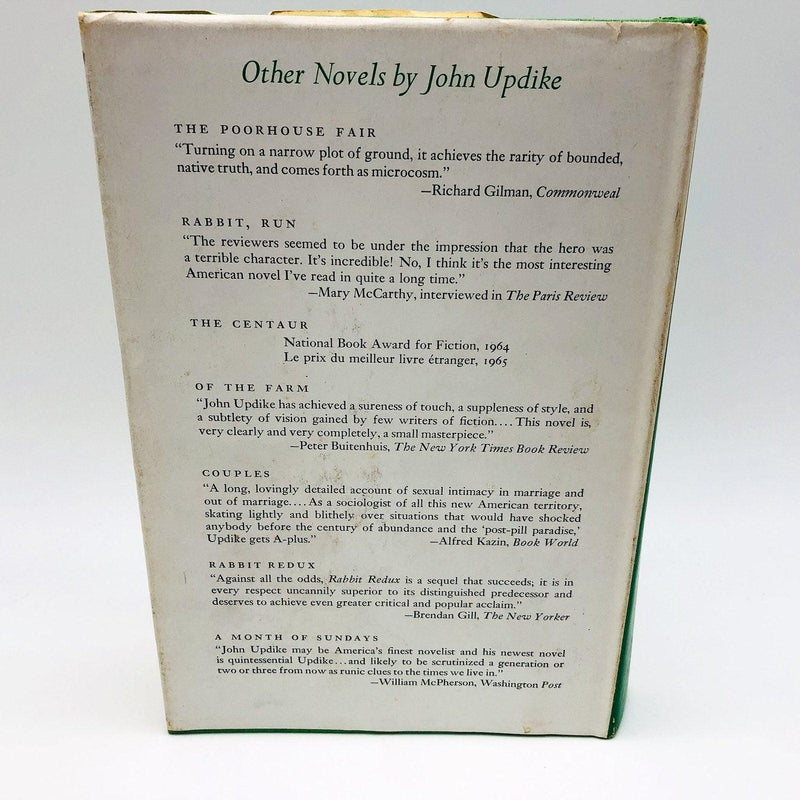 Other Novels by John Updike
THE POORHOUSE FAIR
“Turning on a narrow plot of ground, it achieves the rarity of bounded,
native truth, and comes forth as microcosm.”
—Richard Gilman, Commonweal
RABBIT, RUN
“The reviewers seemed to be under the impression that the hero was
a terrible character. It’s incredible! No, I think it’s the most interesting
American novel I’ve read in quite a long time.”
—Mary McCarthy, interviewed in The Paris Review
THE CENTAUR
National Book Award for Fiction, 1964
Le prix du meilleur livre étranger, 1965
OF THE FARM
“John Updike has achieved a sureness of touch, a suppleness of style, and
a subtlety of vision gained by few writers of fiction.... This novel is,
very clearly and very completely, a small masterpiece.”
—Peter Buitenhuis, The New York Times Book Review
COUPLES
“A long, lovingly detailed account of sexual intimacy in marriage and
out of marriage.... As a sociologist of all this new American territory,
skating lightly and blithely over situations that would have shocked
anybody before the century of abundance and the ‘post-pill paradise,’
Updike gets A-plus.” —Alfred Kazin, Book World
RABBIT REDUX
“Against all the odds, Rabbit Redux is a sequel that succeeds; it is in
every respect uncannily superior to its distinguished predecessor and
deserves to achieve even greater critical and popular acclaim.”
—Brendan Gill, The New Yorker
A MONTH OF SUNDAYS
“John Updike may be America’s finest novelist and his newest novel
is quintessential Updike...and likely to be scrutinized a generation or
two or three from now as runic clues to the times we live in.”
—William McPherson, Washington Post